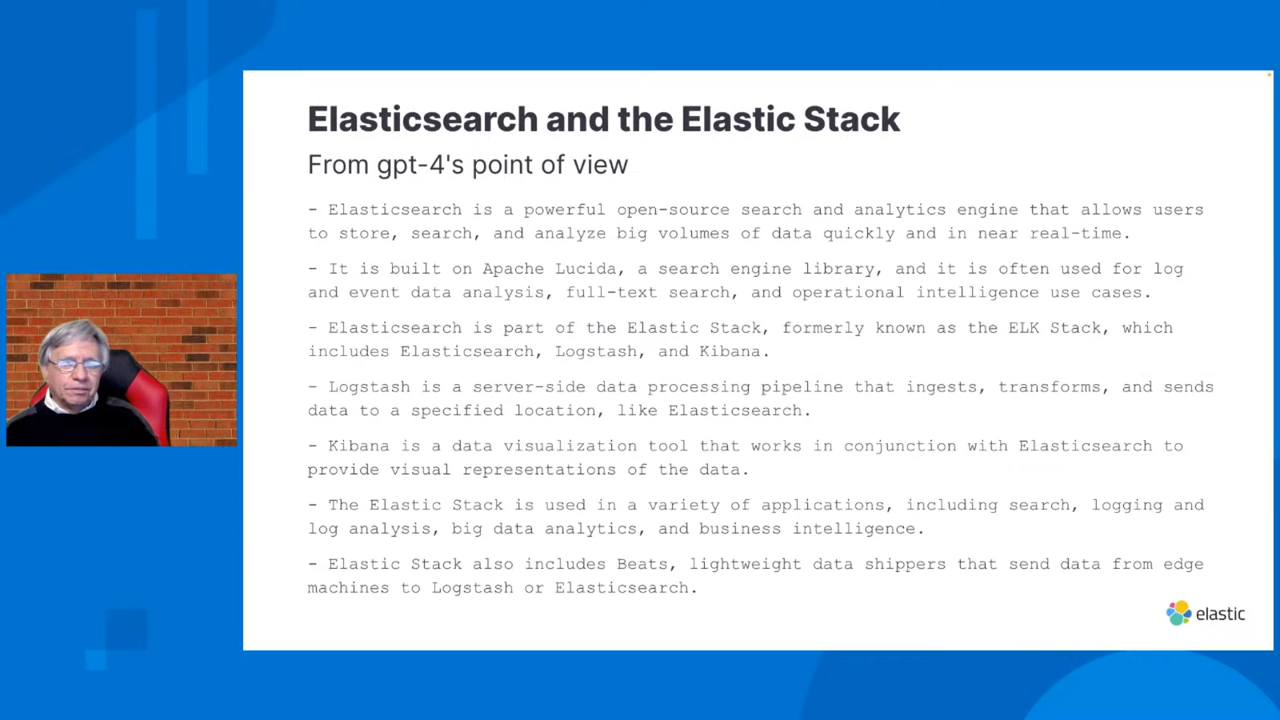 Elasticsearch and the Elastic Stack
From gpt-4's point of view
- Elasticsearch is a powerful open-source search and analytics engine that allows users
to store, search, and analyze big volumes of data quickly and in near real-time.
- It is built on Apache Lucida, a search engine library, and it is often used for log
and event data analysis, full-text search, and operational intelligence use cases.
- Elasticsearch is part of the Elastic Stack, formerly known as the ELK Stack, which
includes Elasticsearch, Logstash, and Kibana.
- Logstash is a server-side data processing pipeline that ingests, transforms, and sends
data to a specified location, like Elasticsearch.
- Kibana is a data visualization tool that works in conjunction with Elasticsearch to
provide visual representations of the data.
- The Elastic Stack is used in a variety of applications, including search, logging and
log analysis, big data analytics, and business intelligence.
- Elastic Stack also includes Beats, lightweight data shippers that send data from edge
machines to Logstash or Elasticsearch.
elastic